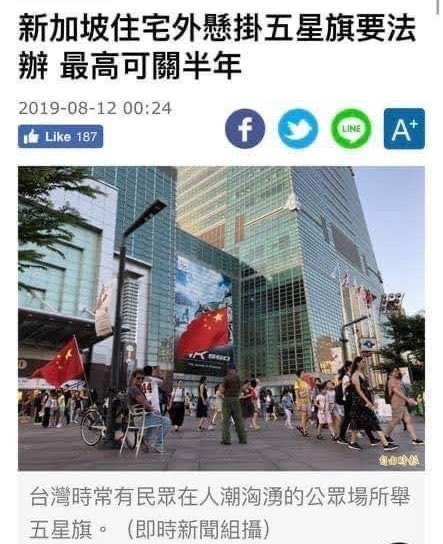 新加坡住宅外懸掛五星旗要法
辦 最高可關半年
2019-08-12 00:24
Like 187
f
LINE
A+
自由時報
台灣時常有民眾在人潮洶湧的公眾場所舉
五星旗。（即時新聞組攝）